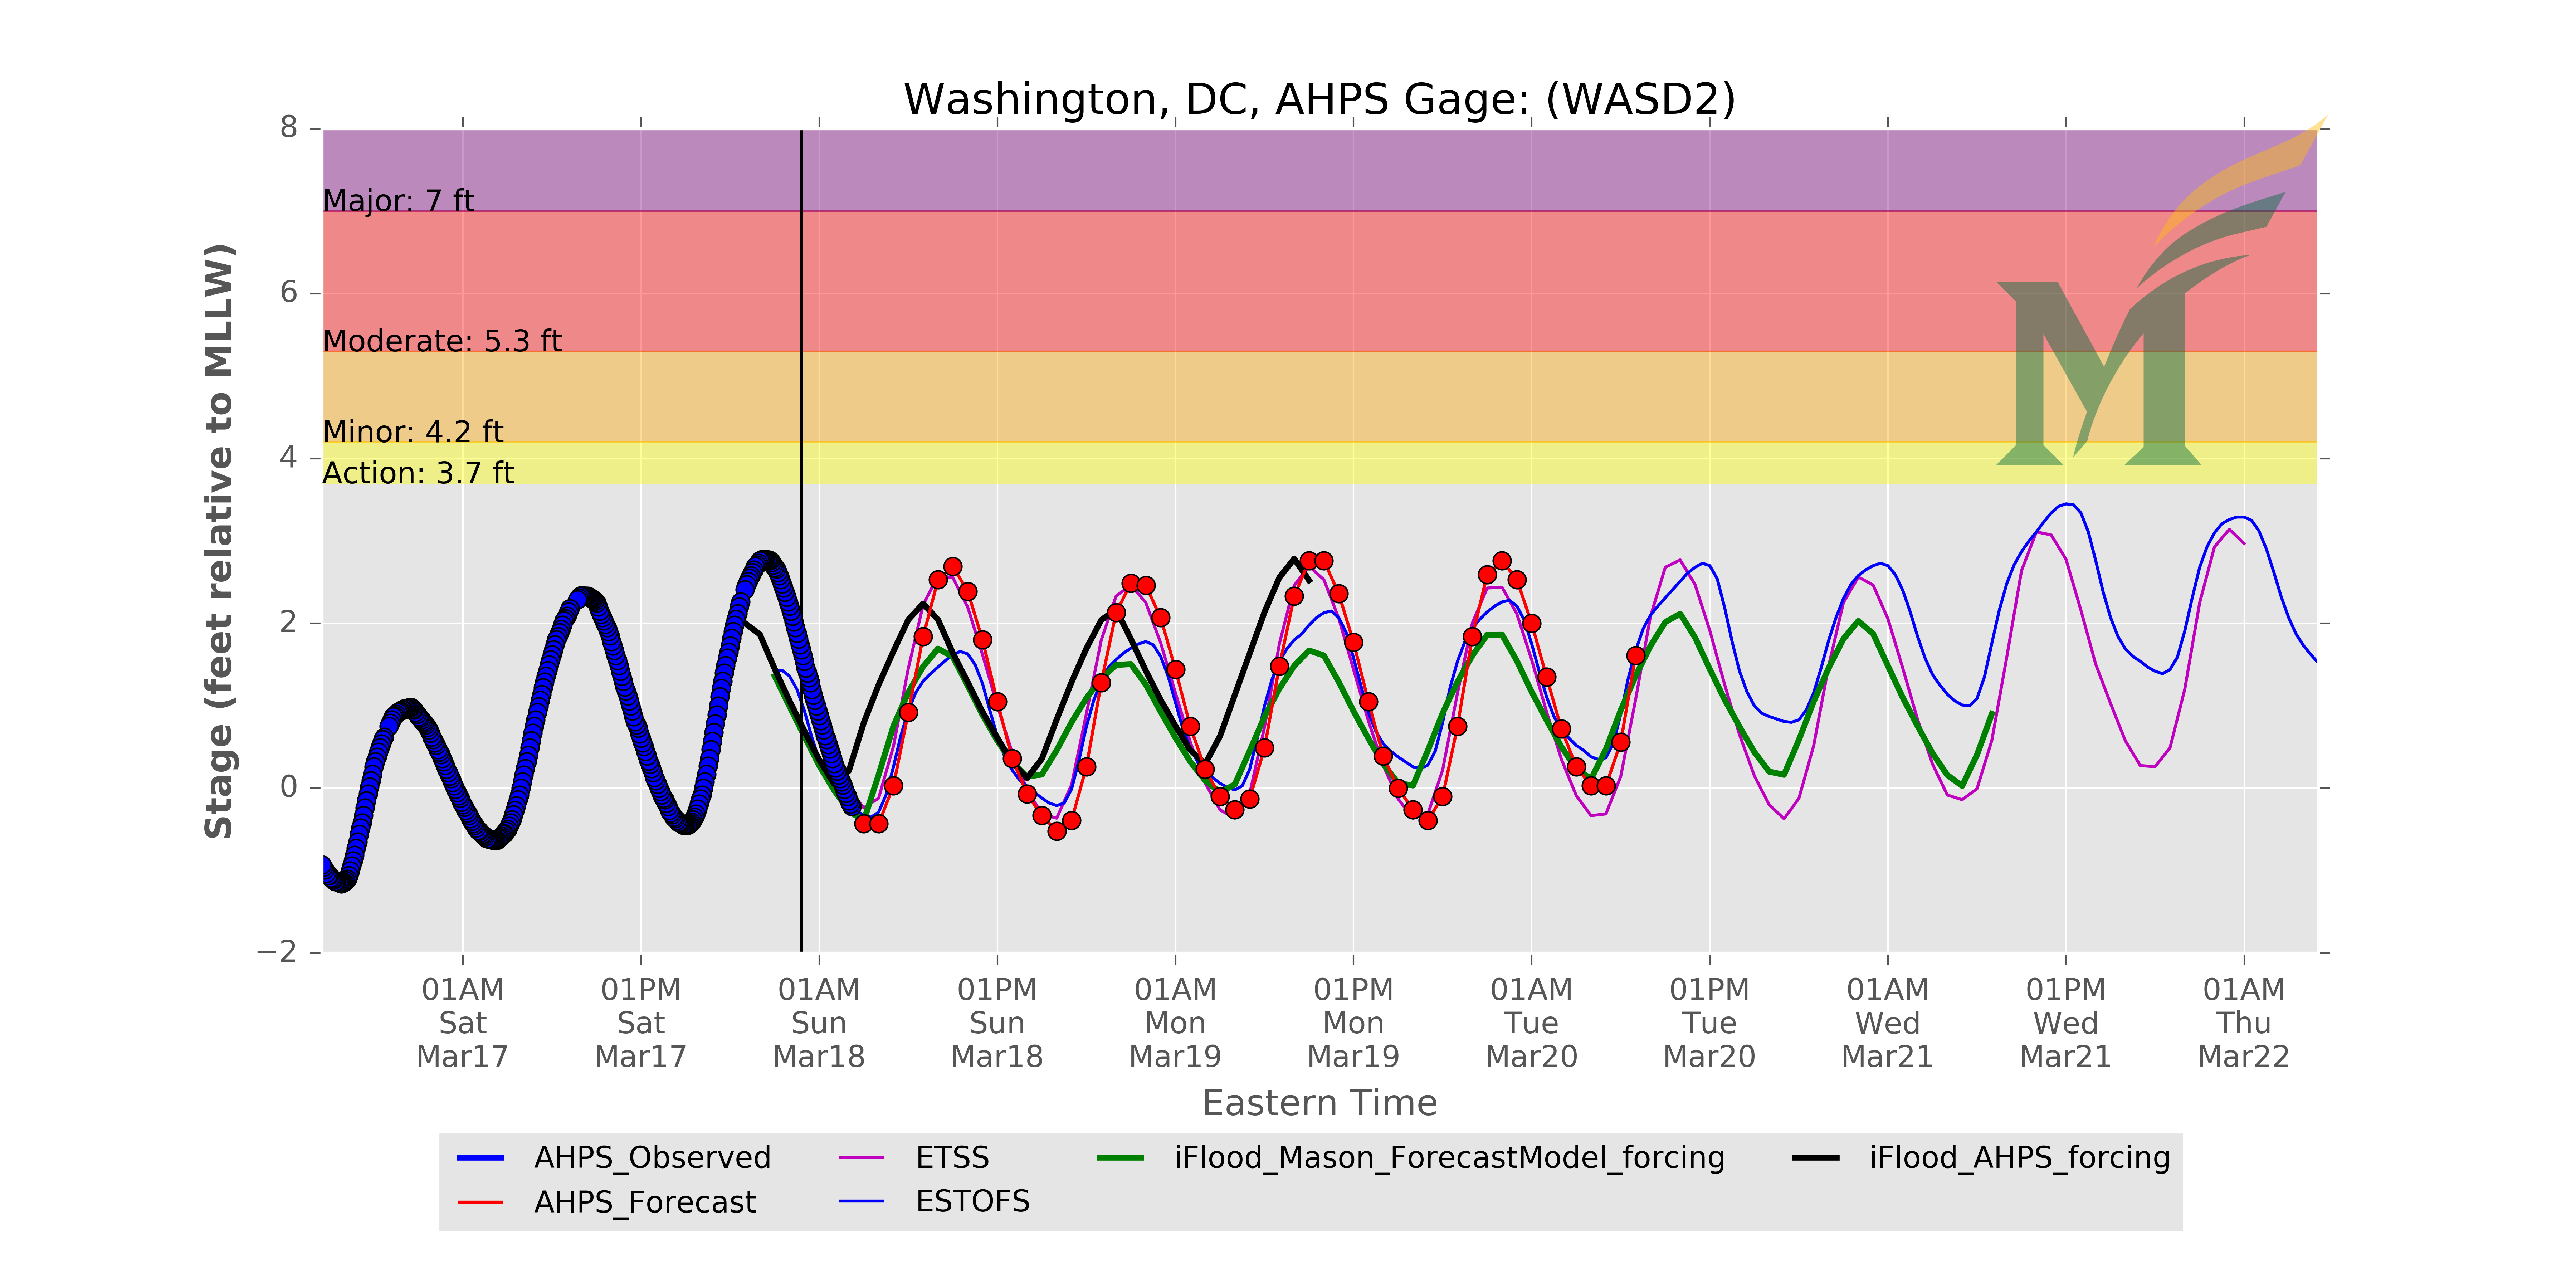 Washington, DC, AHPS Gage: (WASD2)
8
Major: 7 ft
6
Moderate: 5.3 ft
Minor: 4.2 ft
4
Action: 3.7 ft
2
0
−2
Stage (feet relative to MLLW)
M
01AM 01PM 01AM 01PM 01AM 01PM 01AM 01PM 01AM 01PM 01AM
Sat Sat Sun Sun Mon Mon Tue Tue Wed Wed Thu
Mar17 Mar17 Mar18 Mar18 Mar19 Mar19 Mar20 Mar20 Mar21 Mar21 Mar22
Eastern Time
AHPS_Observed ETSS iFlood_Mason_ForecastModel_forcing iFlood_AHPS_forcing
AHPS_Forecast ESTOFS